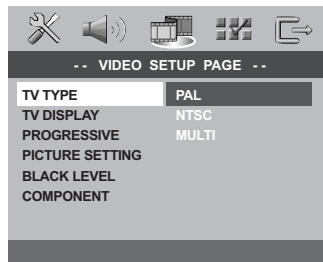 -- VIDEO SETUP PAGE --
TV TYPE PAL
TV DISPLAY NTSC
PROGRESSIVE MULTI
PICTURE SETTING
BLACK LEVEL
COMPONENT